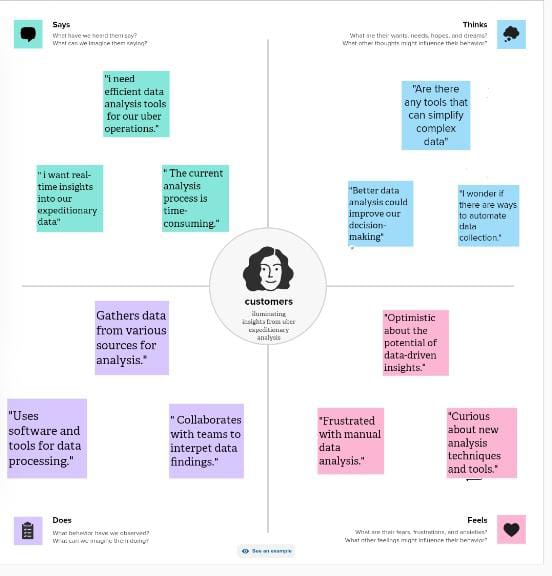 Says
What have we heard them say?
What can we imagine them saying?
Thinks
What are their wants, needs, hopes, and dreams?
What other thoughts might influence their behavior?
"i need
efficient data
analysis tools
for our uber
operations."
"Are there
any tools that
can simplify
complex
data"
" i want real-
time insights
into our
expeditionary
data"
" The current
analysis
process is
time-
consuming."
"Better data
analysis could
improve our
decision-
making"
"I wonder if
there are ways
to automate
data
collection."
customers
iluminating
insights from uber
expeditionary
analysis
Gathers data
from various
sources for
analysis."
"Optimistic
about the
potential of
data-driven
insights."
"Uses
software and
tools for data
processing."
" Collaborates
with teams to
interpet data
findings."
"Frustrated
with manual
data
analysis."
"Curious
about new
analysis
techniques
and tools."
Does
What behavior have we observed?
What can we imagine them doing?
Feels
What are their fears, frustrations, and anxieties?
What other feelings might influence their behavior?
See an example